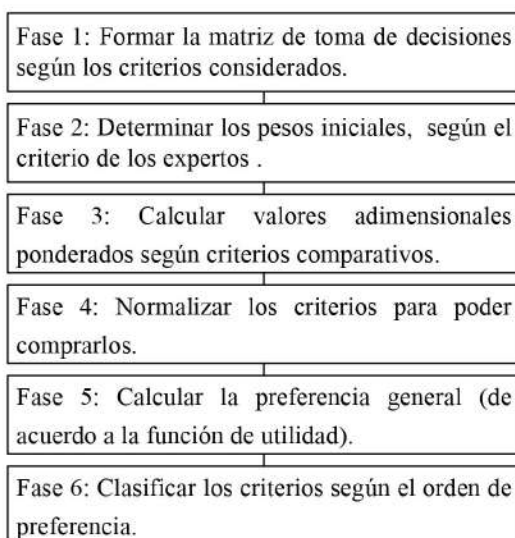 Fase 1: Formar la matriz de toma de decisiones
según los criterios considerados.
Fase 2: Determinar los pesos iniciales, según el
criterio de los expertos .
Fase 3: Calcular valores adimensionales
ponderados según criterios comparativos.
Fase 4: Normalizar los criterios para poder
comprarlos.
Fase 5: Calcular la preferencia general (de
acuerdo a la función de utilidad).
Fase 6: Clasificar los criterios según el orden de
preferencia.